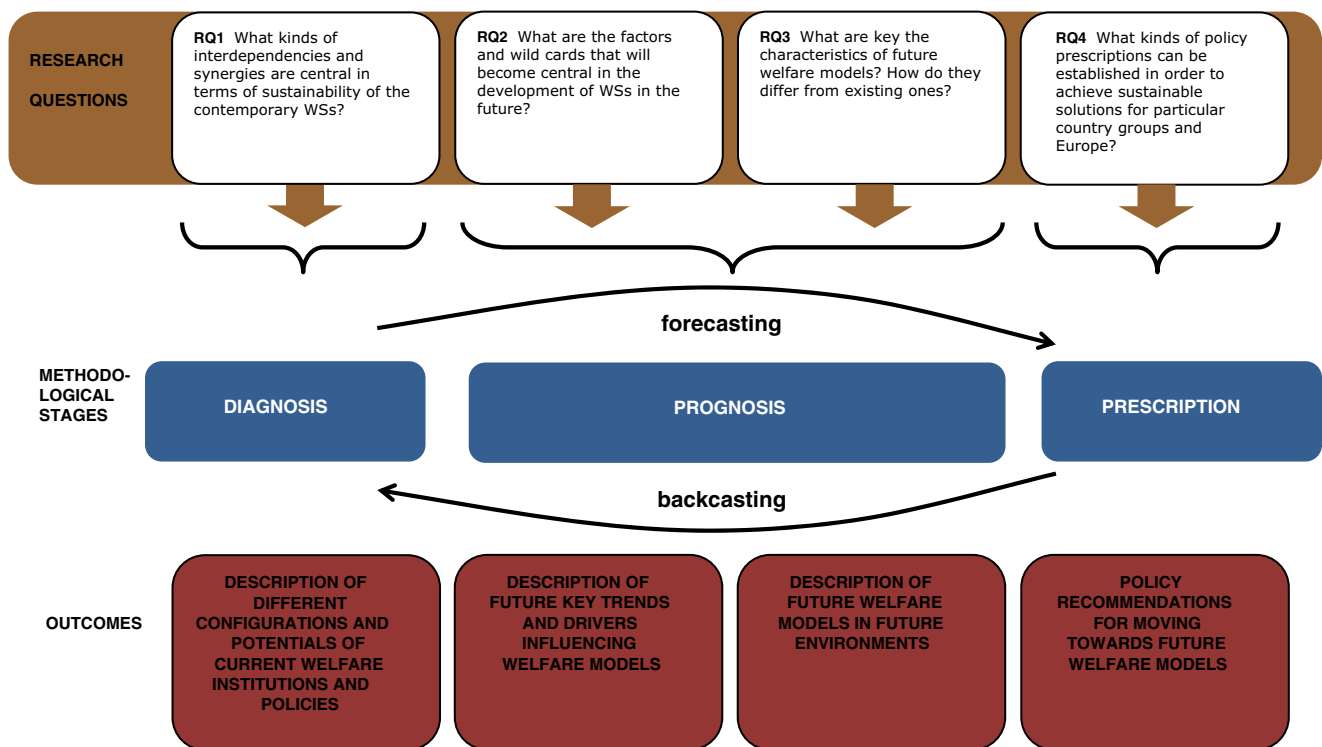 RESEARCH
QUESTIONS
RQ1 What kinds of
interdependencies and
synergies are central in
terms of sustainability of the
contemporary WSs?
RQ2 What are the factors
and wild cards that will
become central in the
development of WSs in the
future?
RQ3 What are key the
characteristics of future
welfare models? How do they
differ from existing ones?
RQ4 What kinds of policy
prescriptions can be
established in order to
achieve sustainable
solutions for particular
country groups and
Europe?
forecasting
METHODO-
LOGICAL
STAGES
DIAGNOSIS
PROGNOSIS
PRESCRIPTION
backcasting
OUTCOMES
DESCRIPTION OF
DIFFERENT
CONFIGURATIONS AND
POTENTIALS OF
CURRENT WELFARE
INSTITUTIONS AND
POLICIES
DESCRIPTION OF
FUTURE KEY TRENDS
AND DRIVERS
INFLUENCING
WELFARE MODELS
DESCRIPTION OF
FUTURE WELFARE
MODELS IN FUTURE
ENVIRONMENTS
POLICY
RECOMMENDATIONS
FOR MOVING
TOWARDS FUTURE
WELFARE MODELS